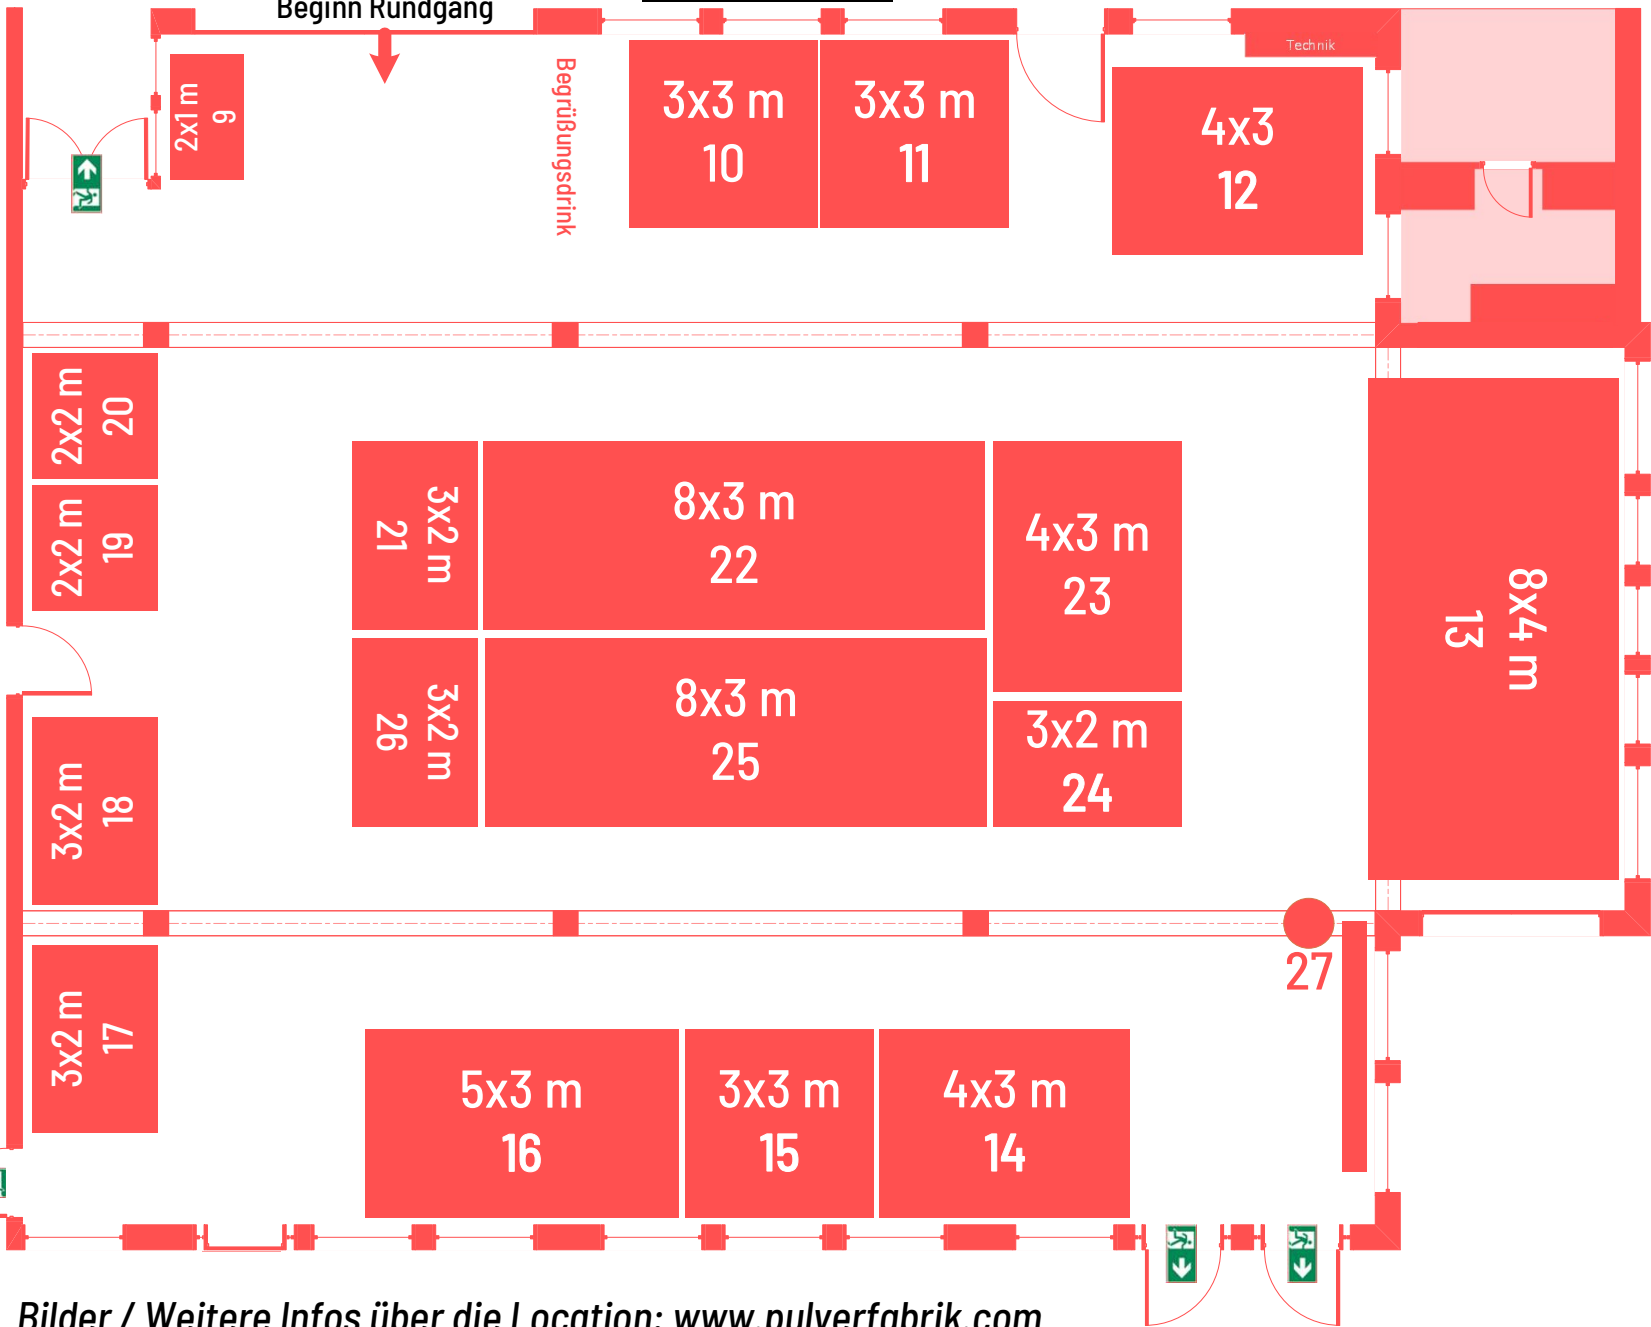 Beginn Rundgang
Technik
2x1 m
9
Begrüßungsdrink
3x3 m
10
3x3 m
11
4x3
12
2x2 m
20
2x2 m
19
3x2 m
21
8x3 m
22
4x3 m
23
8x4 m
13
3x2 m
26
8x3 m
25
3x2 m
24
3x2 m
18
27
3x2 m
17
5x3 m
16
3x3 m
15
4x3 m
14
Bilder / Weitere Infos über die Location: www.pulverfabrik.com